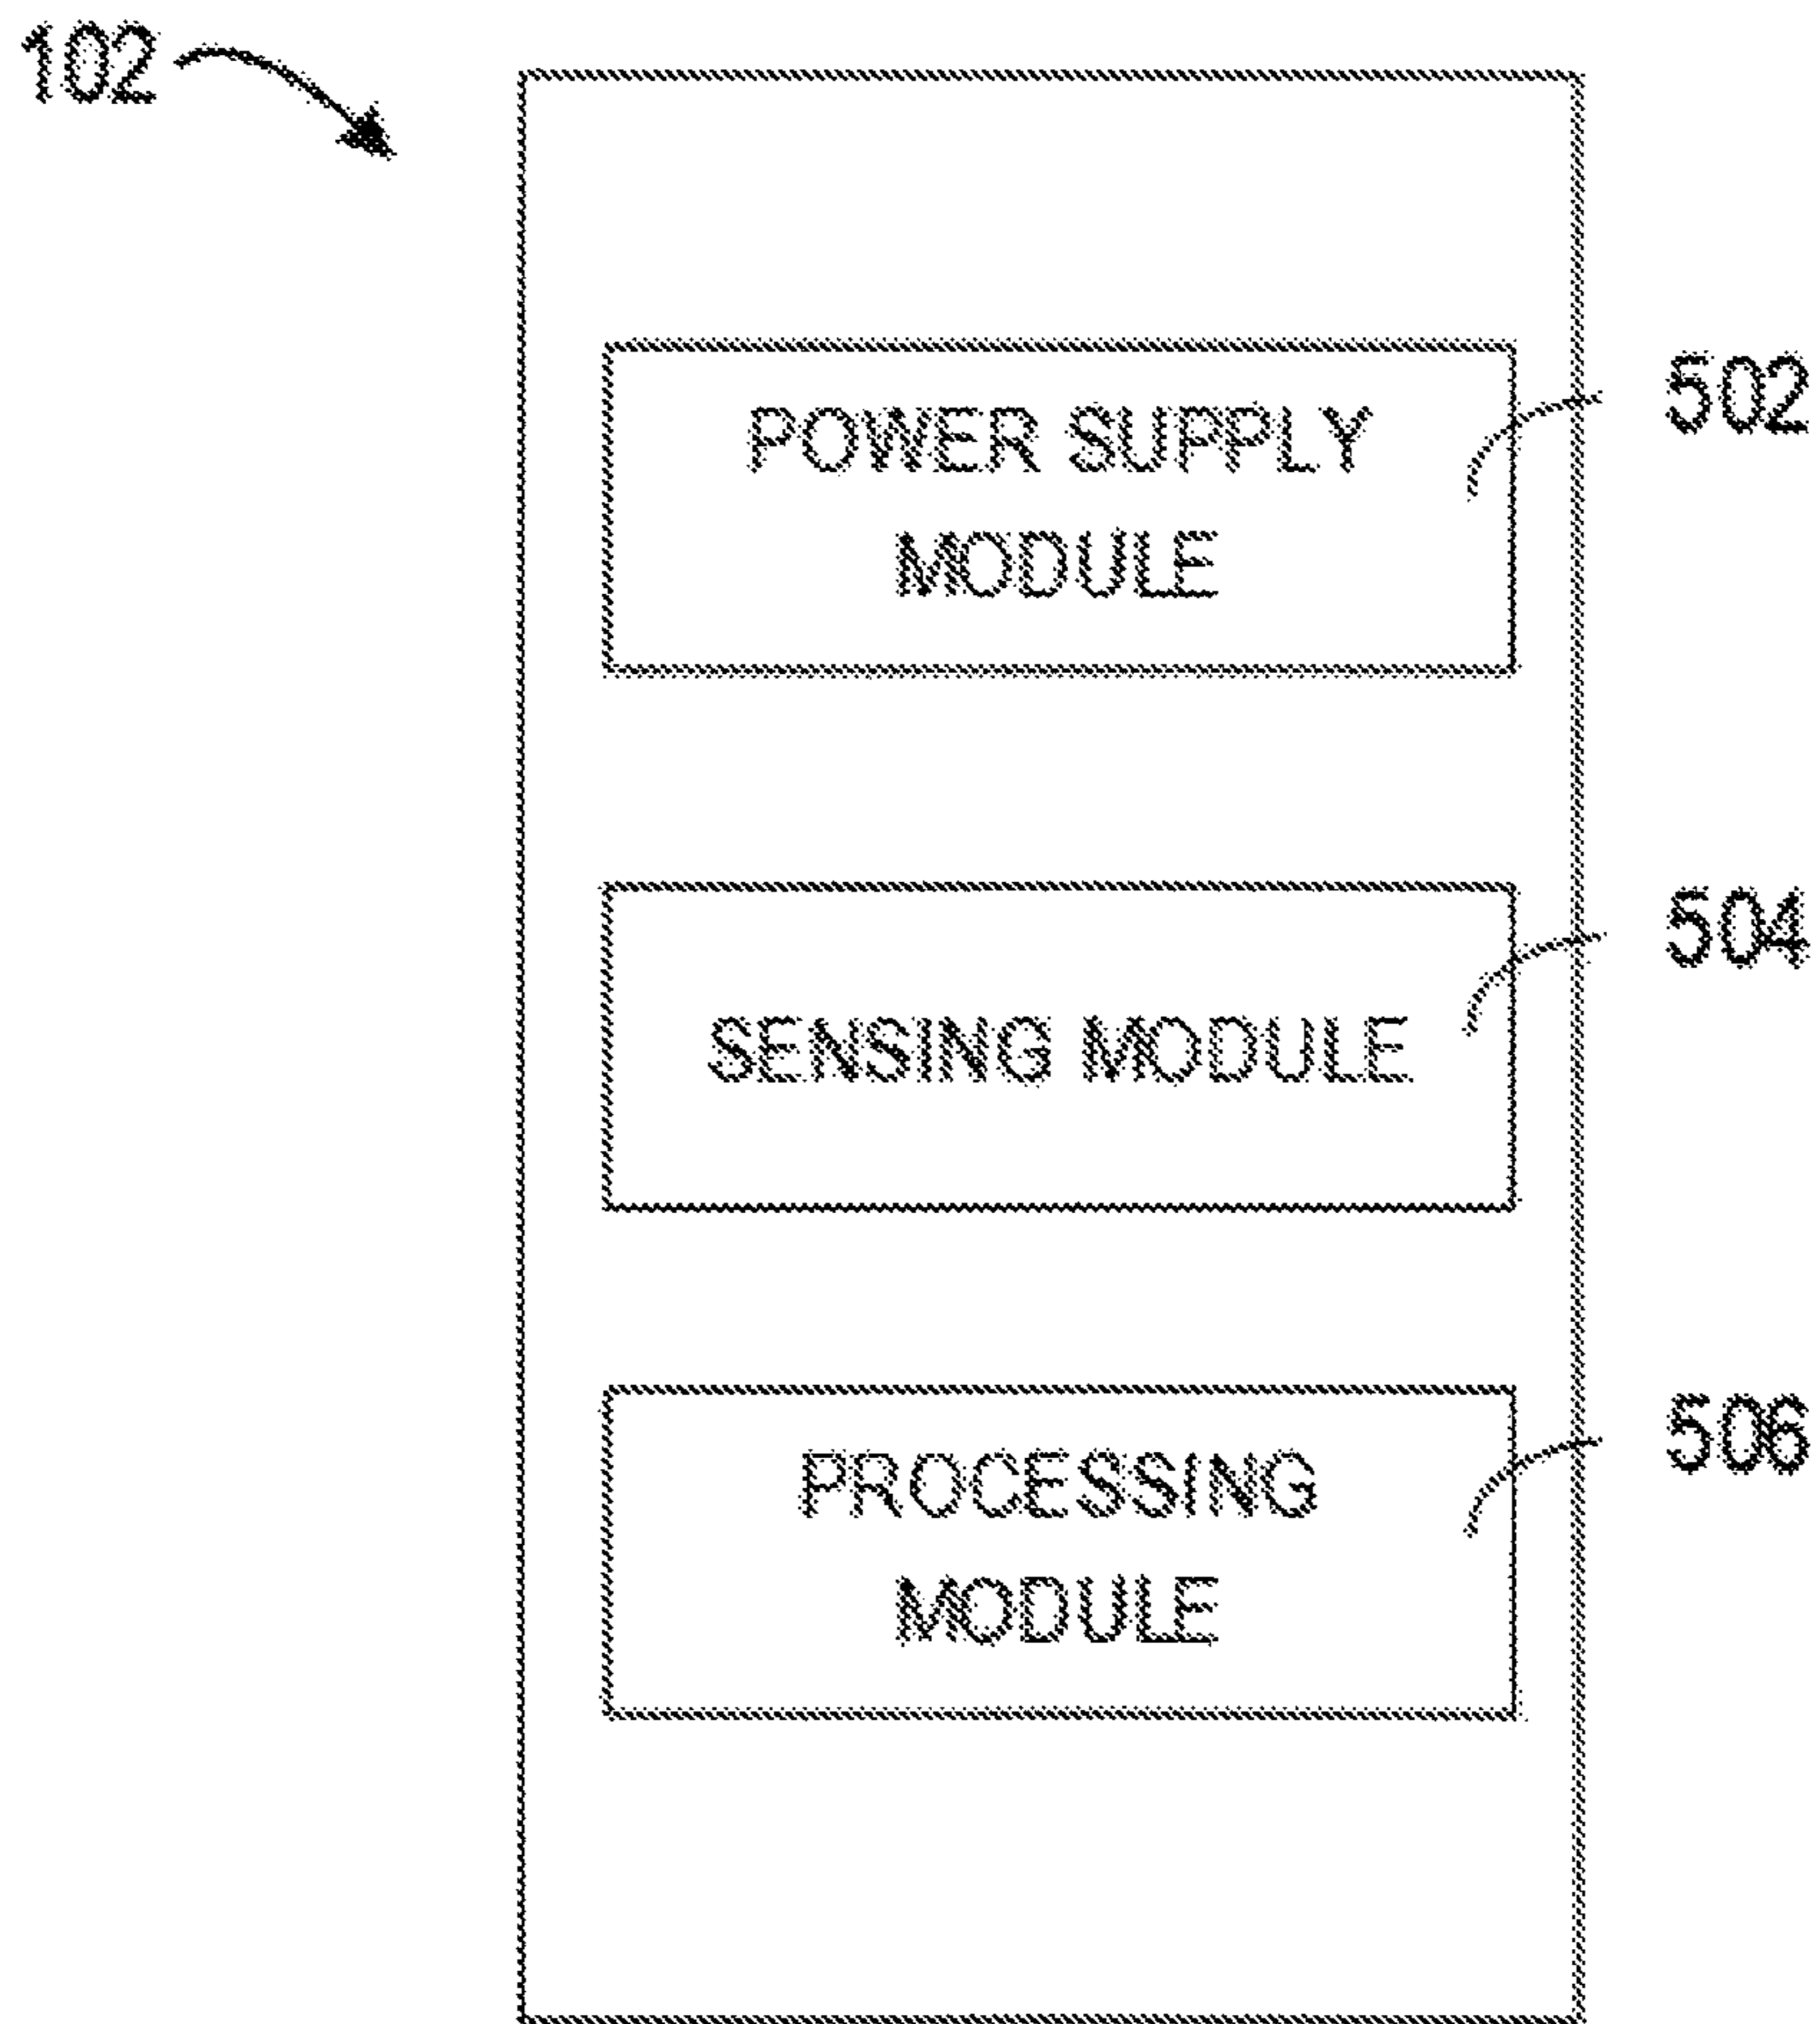 102
POWER SUPPLY
MODULE
502
SENSING MODULE
504
PROCESSING
MODULE
506